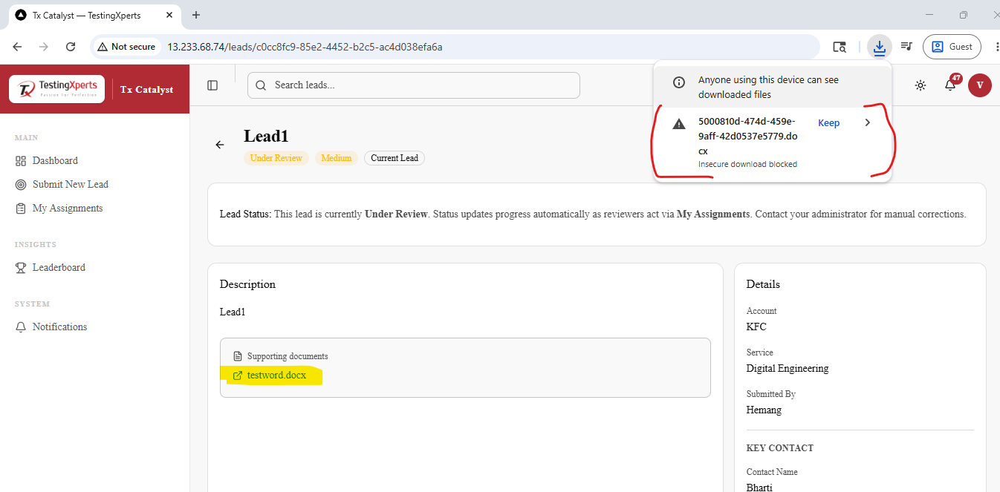 Tx Catalyst — TestingXperts
Not secure
13.233.68.74/leads/c0cc8fc9-85e2-4452-b2c5-ac4d038efa6a
Guest
TestingXperts
Passion For Perfection
Tx Catalyst
Search leads...
Anyone using this device can see
downloaded files
5000810d-474d-459e-
9aff-42d0537e5779.do
cx
Keep
Insecure download blocked
47
V
MAIN
Dashboard
Submit New Lead
My Assignments
INSIGHTS
Leaderboard
SYSTEM
Notifications
Lead1
Under Review
Medium
Current Lead
Lead Status: This lead is currently Under Review. Status updates progress automatically as reviewers act via My Assignments. Contact your administrator for manual corrections.
Description
Lead1
Supporting documents
testword.docx
Details
Account
KFC
Service
Digital Engineering
Submitted By
Hemang
KEY CONTACT
Contact Name
Bharti